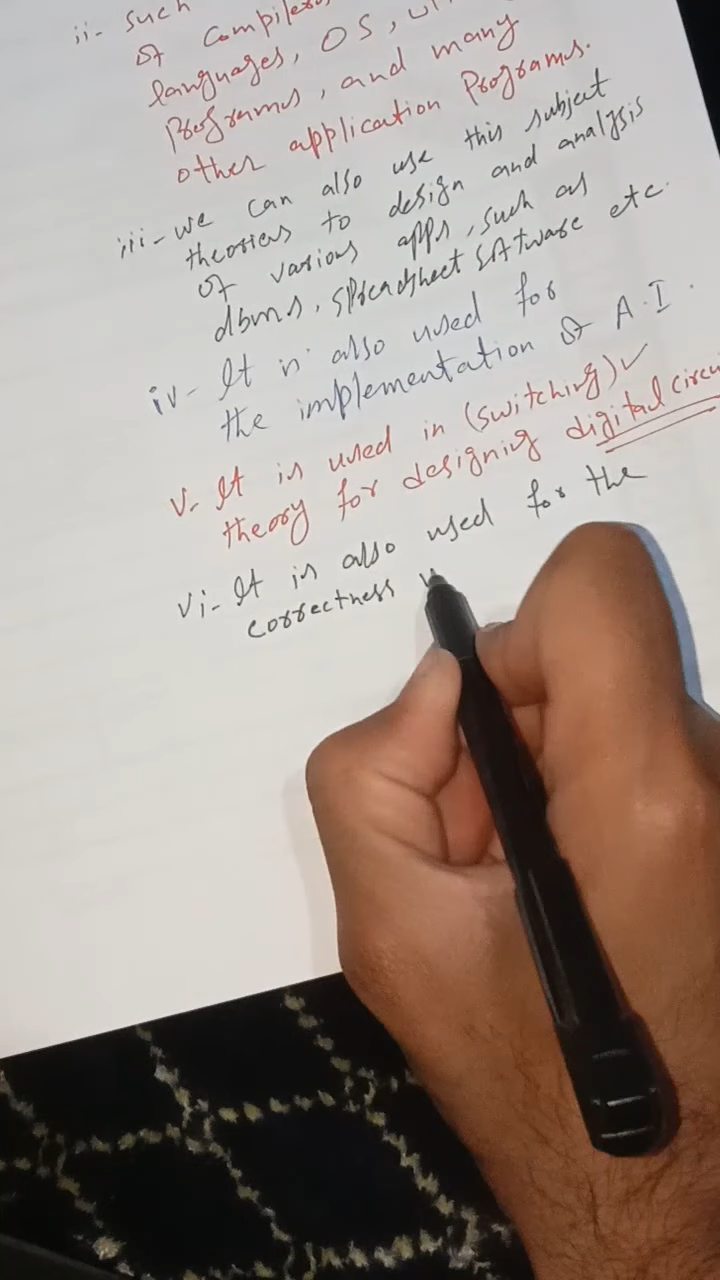 ii- such
of compilers,
languages, OS,
Programs, and many
other application Programs.
iii- we can also use this subject
theories to design and analysis
of various apps, such as
dbms, spreadsheet software etc.
iv- It is also used for
the implementation of A.I.
v- It is used in (switching) ✓
theory for designing digital circu
vi- It is also used for the
correctness